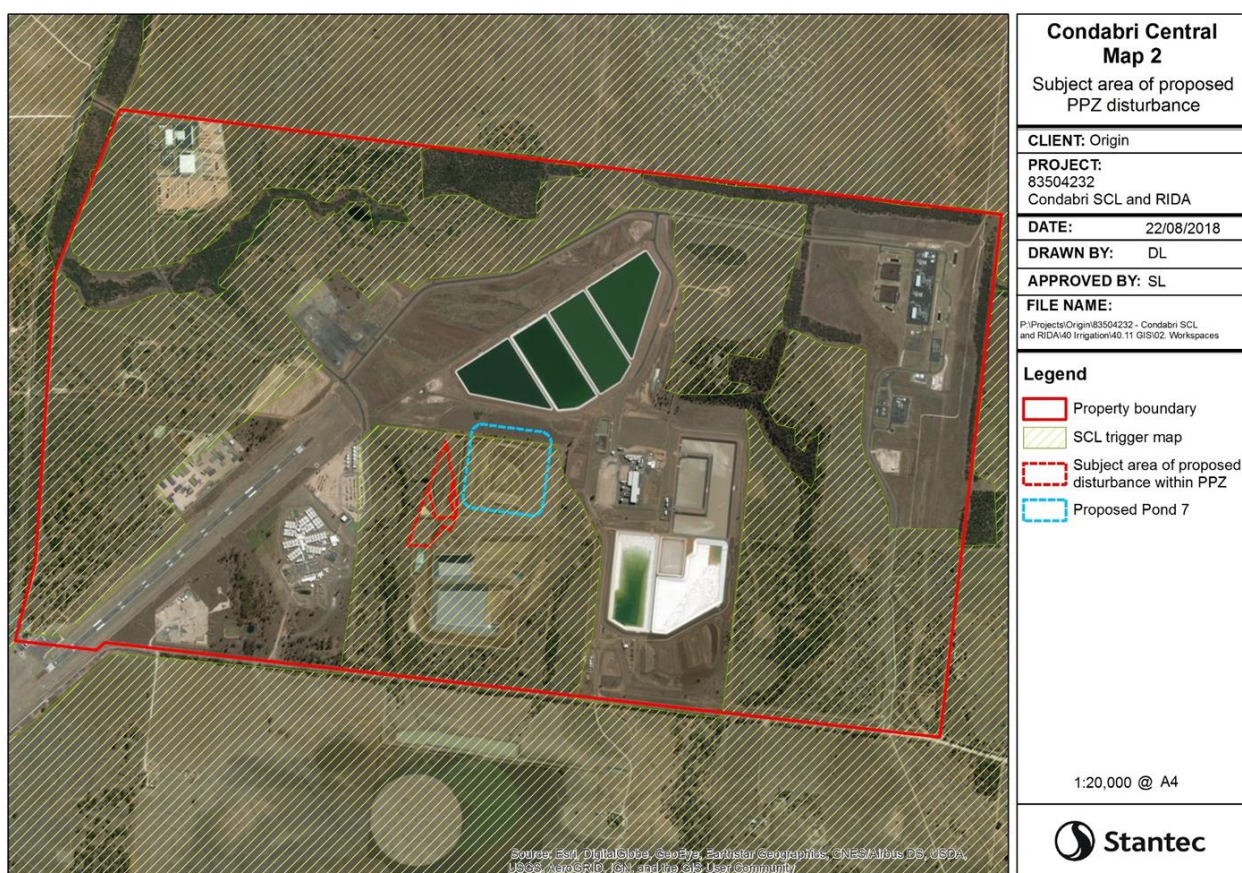 Condabri Central
Map 2
Subject area of proposed
PPZ disturbance
CLIENT: Origin
PROJECT:
83504232
Condabri SCL and RIDA
DATE: 22/08/2018
DRAWN BY: DL
APPROVED BY: SL
FILE NAME:
P:\Projects\Origin\83504232 - Condabri SCL
and RIDA\40 Irrigation\40.11 GIS\02. Workspaces
Legend
Property boundary
SCL trigger map
Subject area of proposed
disturbance within PPZ
Proposed Pond 7
1:20,000 @ A4
Stantec
Source: Esri, DigitalGlobe, GeoEye, Earthstar Geographics, CNES/Airbus DS, USDA,
USGS, AeroGRID, IGN, and the GIS User Community